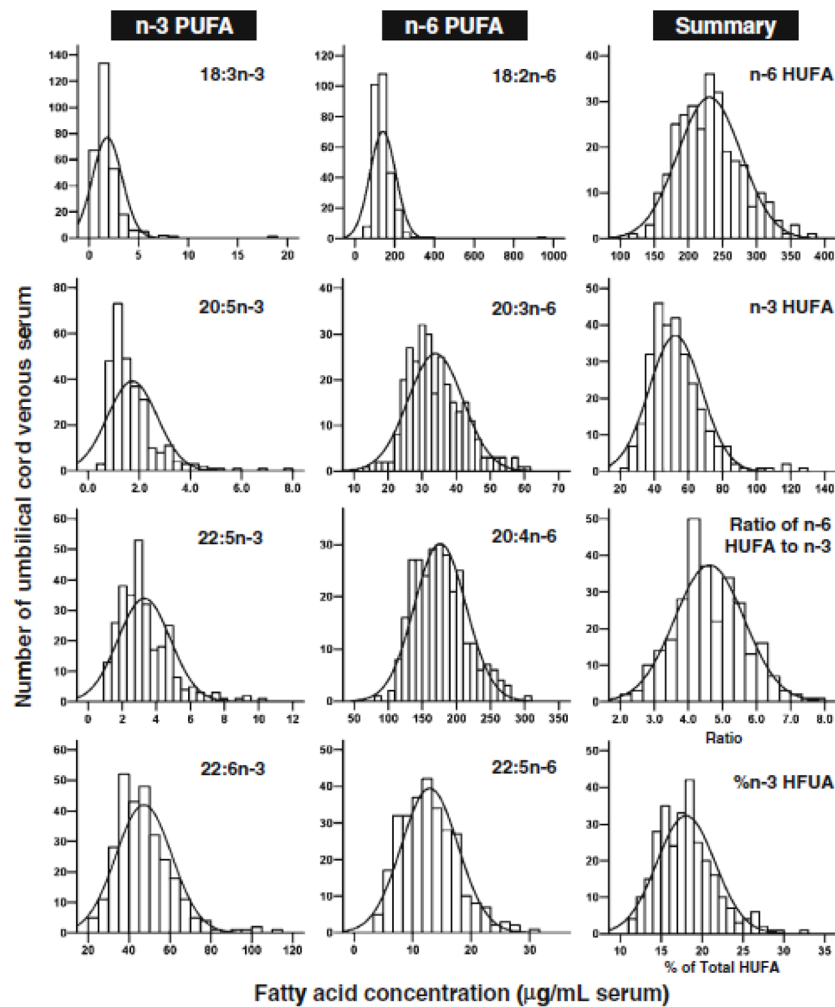 n-3 PUFA n-6 PUFA Summary
Number of umbilical cord venous serum
18:3n-3
140
120
100
80
60
40
20
0
0 5 10 15 20
18:2n-6
120
100
80
60
40
20
0
0 200 400 600 800 1000
n-6 HUFA
40
30
20
10
0
100 150 200 250 300 350 400
20:5n-3
80
60
40
20
0
0.0 2.0 4.0 6.0 8.0
20:3n-6
40
30
20
10
0
10 20 30 40 50 60 70
n-3 HUFA
50
40
30
20
10
0
20 40 60 80 100 120 140
22:5n-3
60
50
40
30
20
10
0
0 2 4 6 8 10 12
20:4n-6
30
20
10
0
50 100 150 200 250 300 350
Ratio of n-6
HUFA to n-3
50
40
30
20
10
0
2.0 3.0 4.0 5.0 6.0 7.0 8.0
Ratio
22:6n-3
60
50
40
30
20
10
0
20 40 60 80 100 120
22:5n-6
50
40
30
20
10
0
0 10 20 30
%n-3 HFUA
50
40
30
20
10
0
10 15 20 25 30 35
% of Total HUFA
Fatty acid concentration (μg/mL serum)